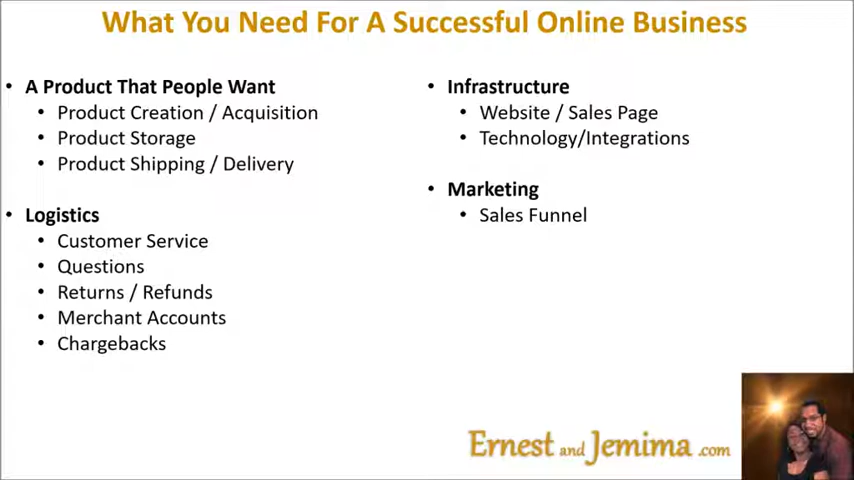 What You Need For A Successful Online Business
• A Product That People Want
• Product Creation / Acquisition
• Product Storage
• Product Shipping / Delivery
• Logistics
• Customer Service
• Questions
• Returns / Refunds
• Merchant Accounts
• Chargebacks
• Infrastructure
• Website / Sales Page
• Technology/Integrations
• Marketing
• Sales Funnel
Ernest and Jemima .com